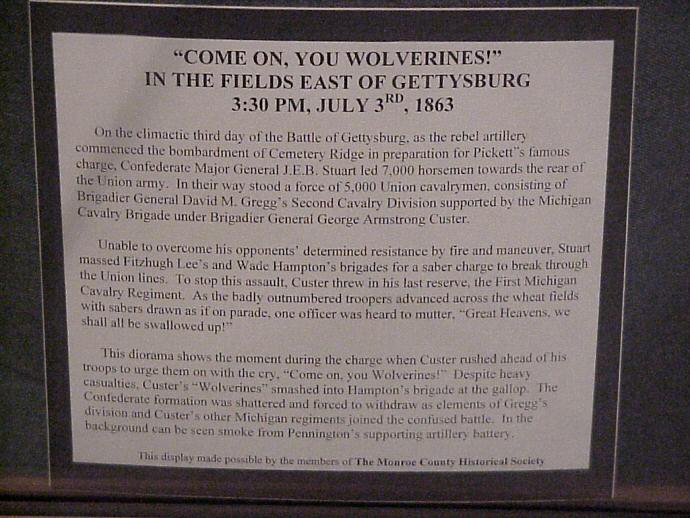 “COME ON, YOU WOLVERINES!”
IN THE FIELDS EAST OF GETTYSBURG
3:30 PM, JULY 3RD, 1863
On the climactic third day of the Battle of Gettysburg, as the rebel artillery
commenced the bombardment of Cemetery Ridge in preparation for Pickett"s famous
charge, Confederate Major General J.E.B. Stuart led 7,000 horsemen towards the rear of
the Union army. In their way stood a force of 5,000 Union cavalrymen, consisting of
Brigadier General David M. Gregg's Second Cavalry Division supported by the Michigan
Cavalry Brigade under Brigadier General George Armstrong Custer.
Unable to overcome his opponents' determined resistance by fire and maneuver, Stuart
massed Fitzhugh Lee's and Wade Hampton's brigades for a saber charge to break through
the Union lines. To stop this assault, Custer threw in his last reserve, the First Michigan
Cavalry Regiment. As the badly outnumbered troopers advanced across the wheat fields
with sabers drawn as if on parade, one officer was heard to mutter, “Great Heavens, we
shall all be swallowed up!”
This diorama shows the moment during the charge when Custer rushed ahead of his
troops to urge them on with the cry, “Come on, you Wolverines!” Despite heavy
casualties, Custer's “Wolverines” smashed into Hampton's brigade at the gallop. The
Confederate formation was shattered and forced to withdraw as elements of Gregg's
division and Custer's other Michigan regiments joined the confused battle. In the
background can be seen smoke from Pennington's supporting artillery battery.
This display made possible by the members of The Monroe County Historical Society